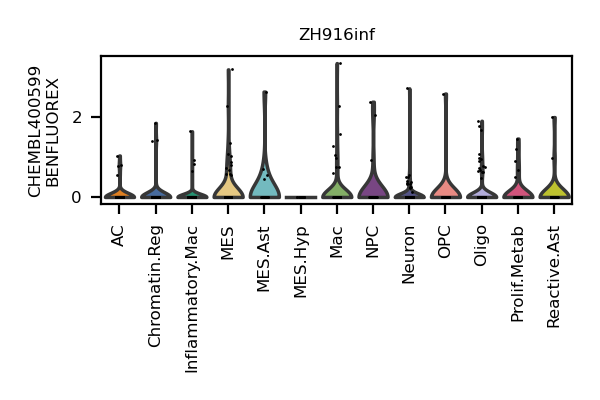 ZH916inf
CHEMBL400599
BENFLUOREX
2
0
AC
Chromatin.Reg
Inflammatory.Mac
MES
MES.Ast
MES.Hyp
Mac
NPC
Neuron
OPC
Oligo
Prolif.Metab
Reactive.Ast